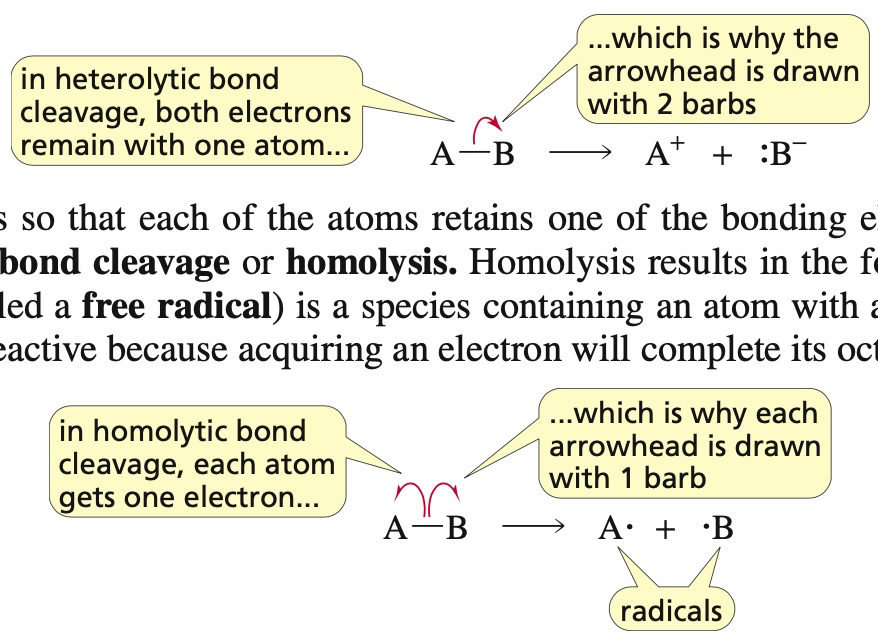 in heterolytic bond
cleavage, both electrons
remain with one atom...
...which is why the
arrowhead is drawn
with 2 barbs
A—B ⟶ A⁺ + :B⁻
s so that each of the atoms retains one of the bonding el
bond cleavage or homolysis. Homolysis results in the fo
led a free radical) is a species containing an atom with a
eactive because acquiring an electron will complete its oct
in homolytic bond
cleavage, each atom
gets one electron...
...which is why each
arrowhead is drawn
with 1 barb
A—B ⟶ A· + ·B
radicals